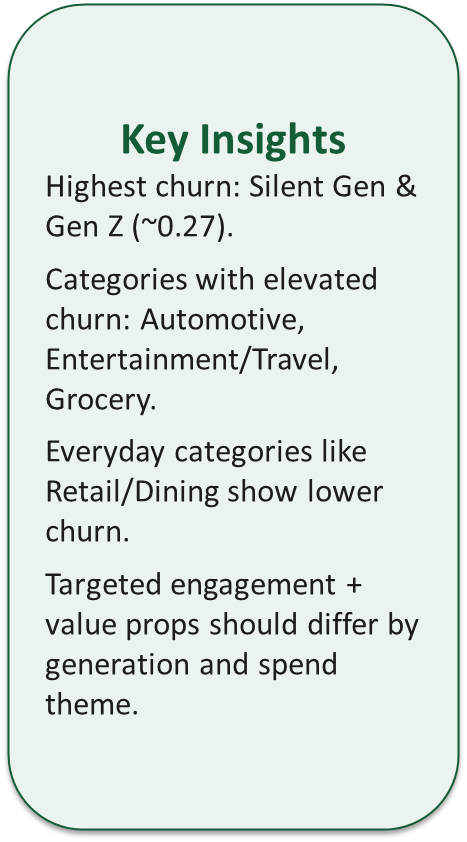 Key Insights
Highest churn: Silent Gen &
Gen Z (~0.27).
Categories with elevated
churn: Automotive,
Entertainment/Travel,
Grocery.
Everyday categories like
Retail/Dining show lower
churn.
Targeted engagement +
value props should differ by
generation and spend
theme.